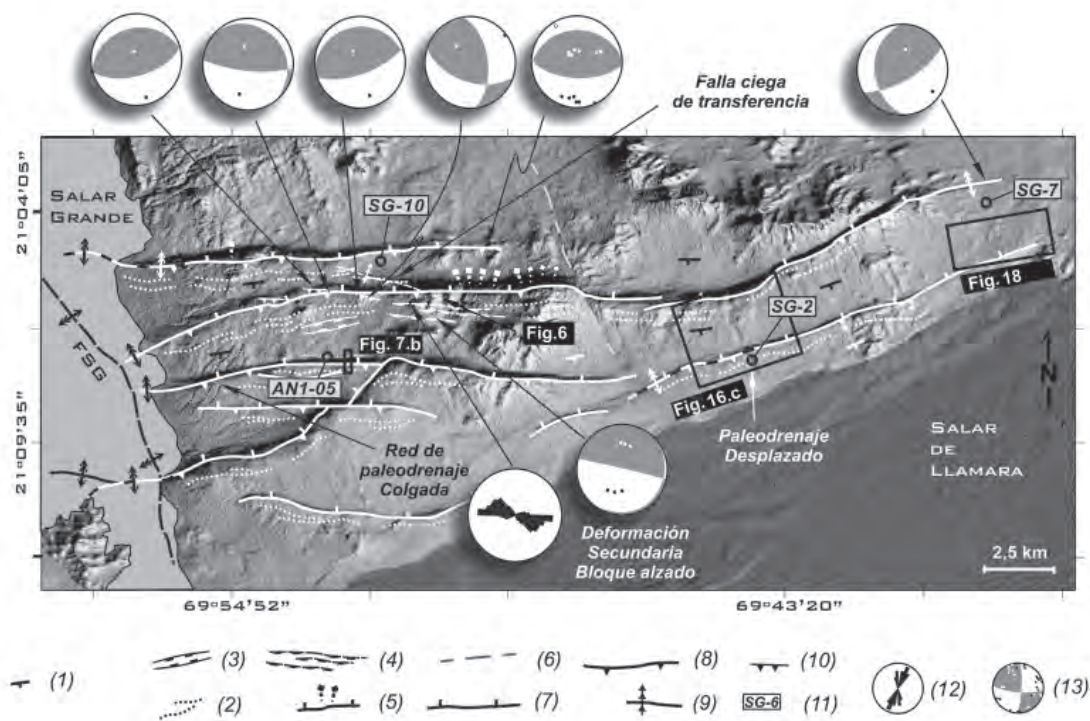 Falla ciega
de transferencia
SALAR
GRANDE
21°04'05"
SG-10
SG-7
Fig. 18
FSG
Fig. 7.b
Fig.6
SG-2
AN1-05
Fig. 16.c
N
21°09'35"
Red de
paleodrenaje
Colgada
Paleodrenaje
Desplazado
SALAR
DE
LLAMARA
Deformación
Secundaria
Bloque alzado
2,5 km
69°54'52"
69°43'20"
(1)
(3)
(4)
(6)
(8)
(10)
(12)
(13)
(2)
(5)
(7)
(9)
SG-6
(11)